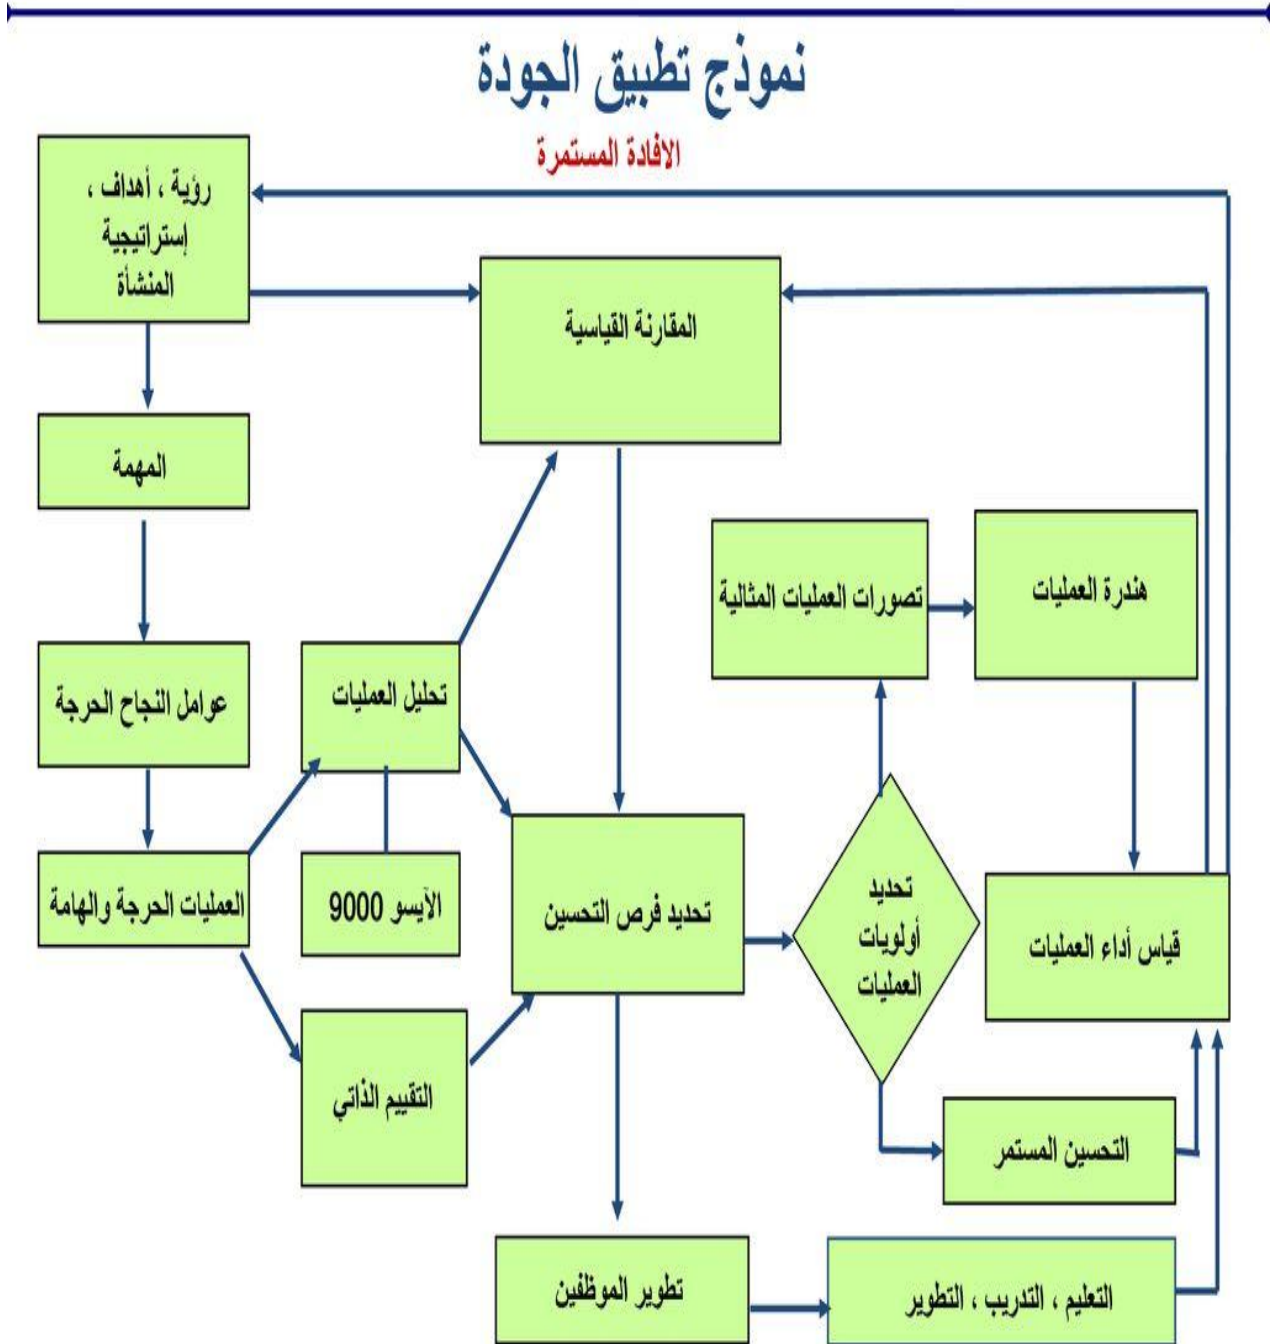 نموذج تطبيق الجودة
الافادة المستمرة
رؤية ، أهداف ،
إستراتيجية
المنشأة
المقارنة القياسية
المهمة
تصورات العمليات المثالية
هندرة العمليات
عوامل النجاح الحرجة
تحليل العمليات
العمليات الحرجة والهامة
الآيسو 9000
تحديد فرص التحسين
تحديد
أولويات
العمليات
قياس أداء العمليات
التقييم الذاتي
التحسين المستمر
تطوير الموظفين
التعليم ، التدريب ، التطوير